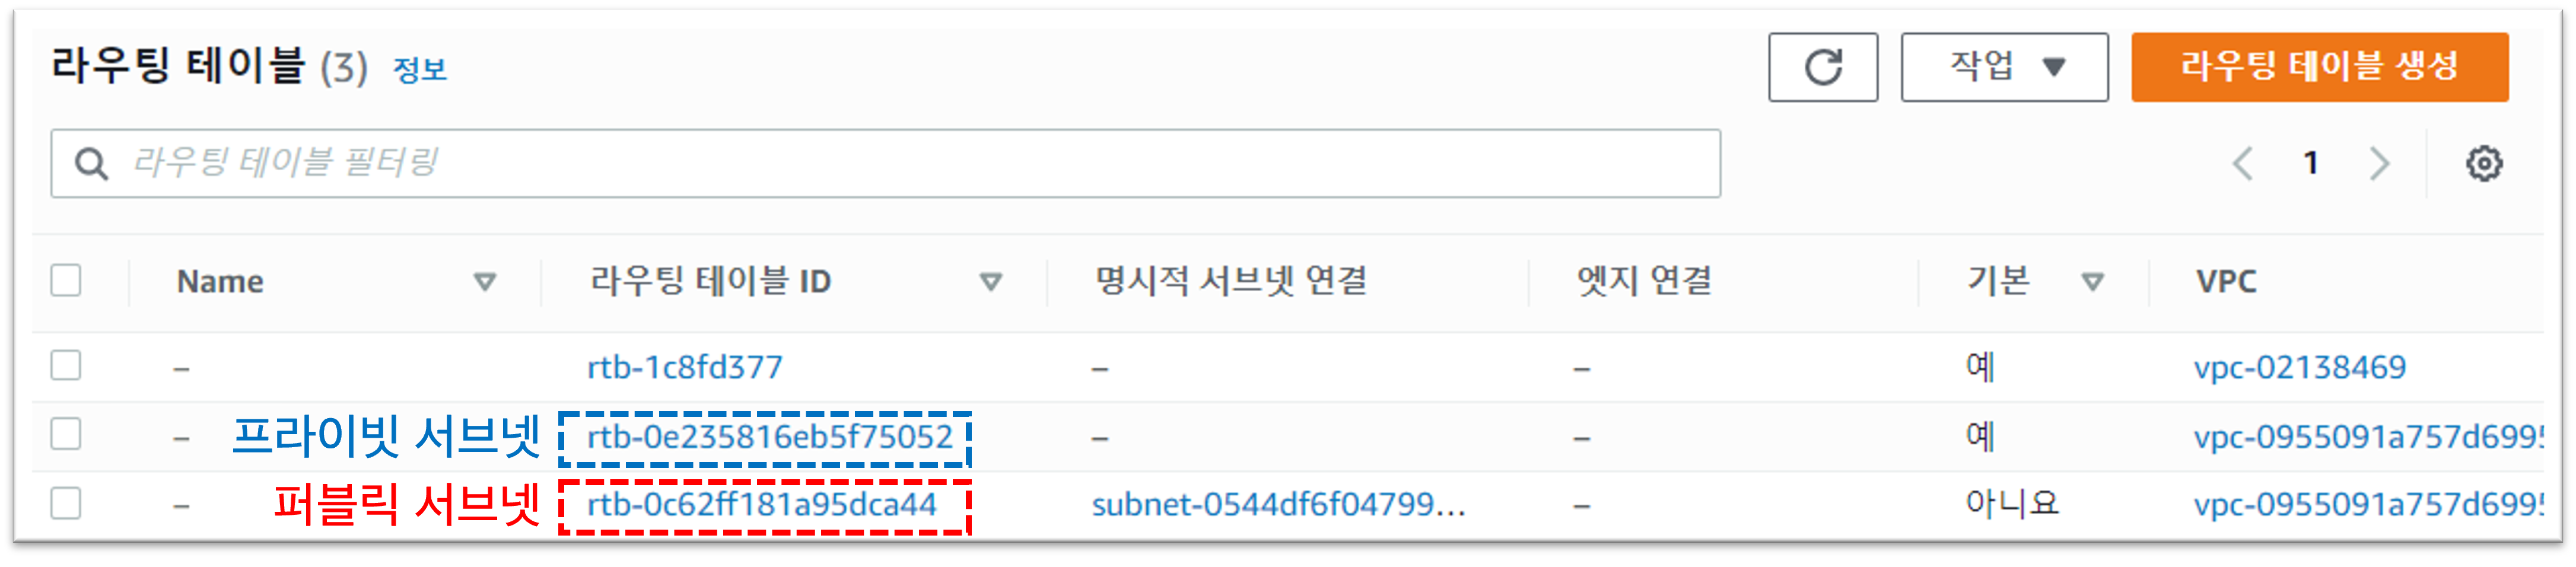 라우팅 테이블 (3) 정보 작업 라우팅 테이블 생성
라우팅 테이블 필터링 1
Name 라우팅 테이블 ID 명시적 서브넷 연결 엣지 연결 기본 VPC
– rtb-1c8fd377 – – 예 vpc-02138469
– 프라이빗 서브넷 rtb-0e235816eb5f75052 – – 예 vpc-0955091a757d6995
– 퍼블릭 서브넷 rtb-0c62ff181a95dca44 subnet-0544df6f04799... – 아니요 vpc-0955091a757d6995